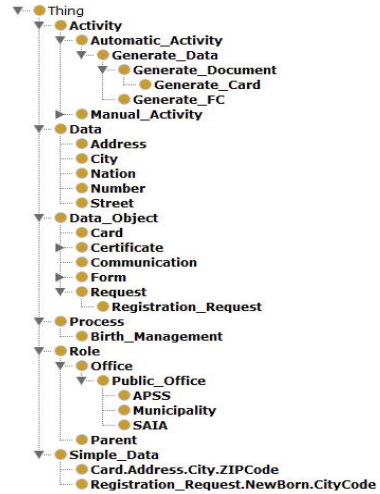 Thing
Activity
Automatic_Activity
Generate_Data
Generate_Document
Generate_Card
Generate_FC
Manual_Activity
Data
Address
City
Nation
Number
Street
Data_Object
Card
Certificate
Communication
Form
Request
Registration_Request
Process
Birth_Management
Role
Office
Public_Office
APSS
Municipality
SAIA
Parent
Simple_Data
Card.Address.City.ZIPCode
Registration_Request.NewBorn.CityCode